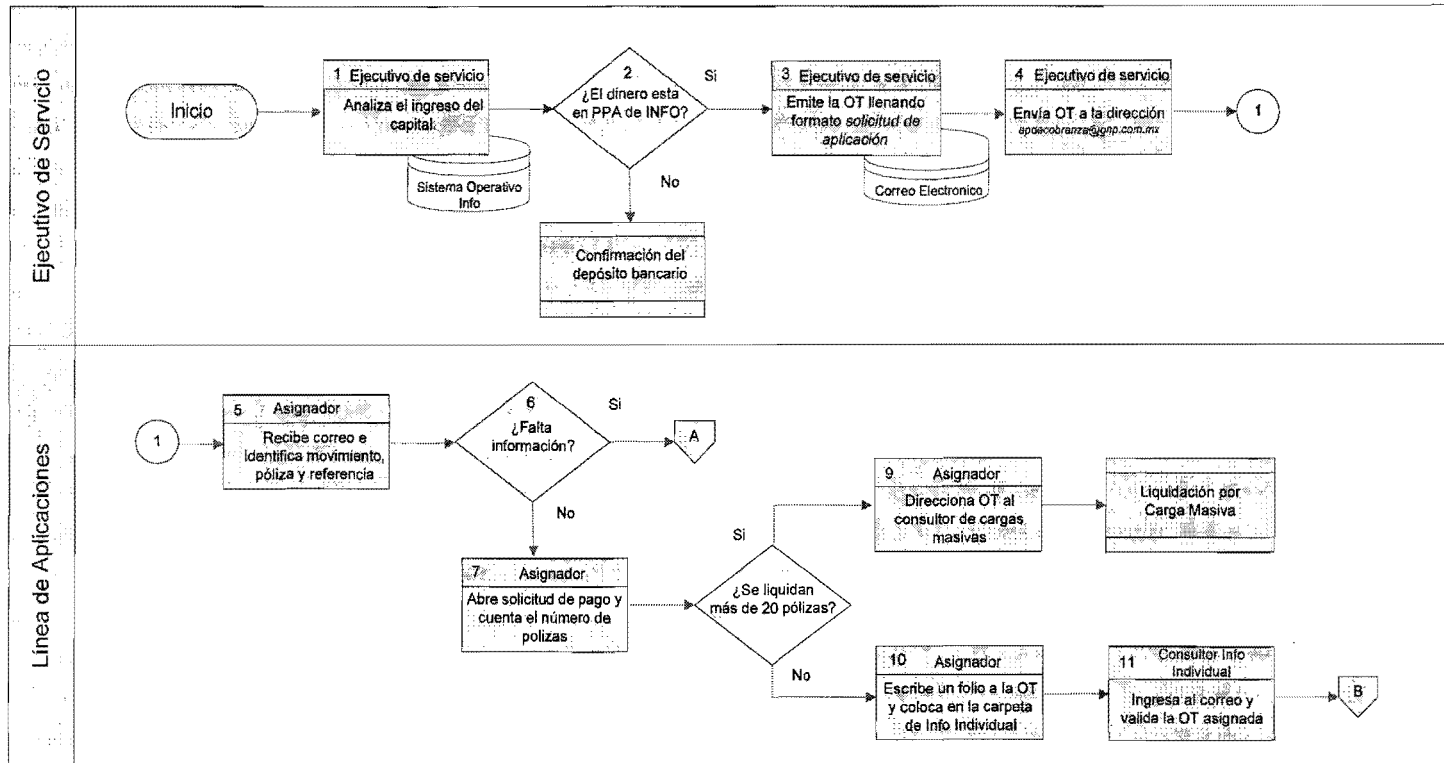 Ejecutivo de Servicio
Inicio
1 Ejecutivo de servicio
Analiza el ingreso del
capital.
Sistema Operativo
Info
2
¿El dinero esta
en PPA de INFO?
Si
No
Confirmación del
depósito bancario
3 Ejecutivo de servicio
Emite la OT llenando
formato solicitud de
aplicación
Correo Electronico
4 Ejecutivo de servicio
Envía OT a la dirección
apdacobranza@gnp.com.mx
1
Línea de Aplicaciones
1
5 Asignador
Recibe correo e
identifica movimiento,
póliza y referencia
6
¿Falta
información?
Si
A
No
7 Asignador
Abre solicitud de pago y
cuenta el número de
polizas
¿Se liquidan
más de 20 pólizas?
Si
9 Asignador
Direcciona OT al
consultor de cargas
masivas
Liquidación por
Carga Masiva
No
10 Asignador
Escribe un folio a la OT
y coloca en la carpeta
de Info Individual
11 Consultor Info
Individual
Ingresa al correo y
valida la OT asignada
B